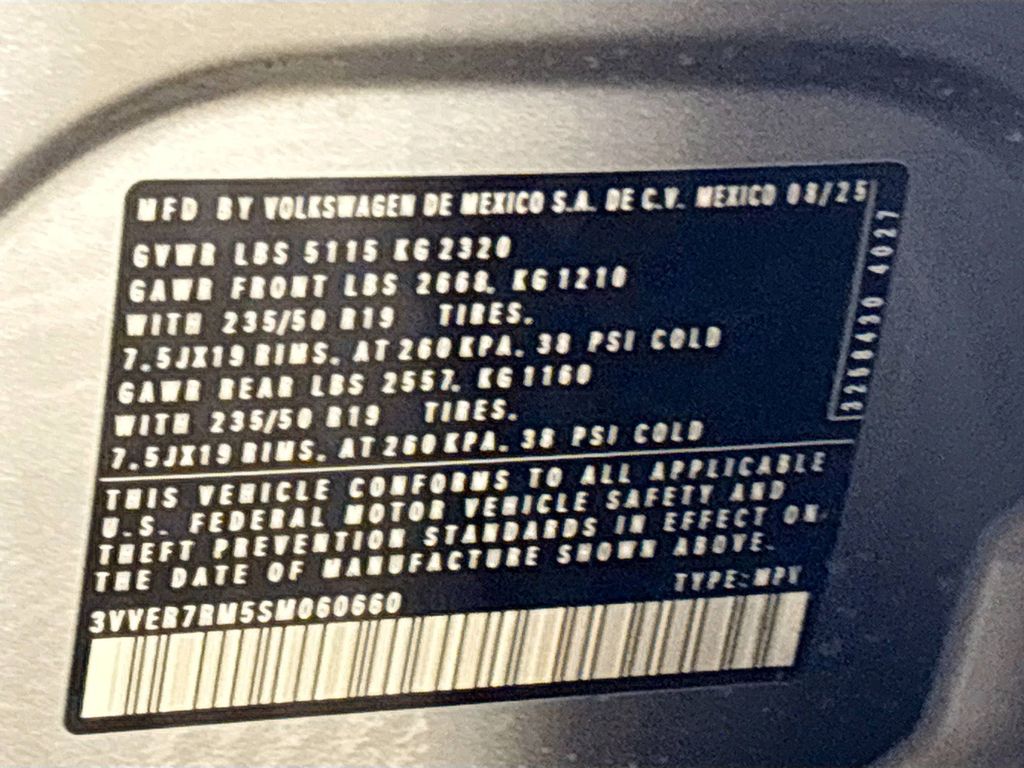 MFD BY VOLKSWAGEN DE MEXICO S.A. DE C.V. MEXICO 08/25
GVWR LBS 5115 KG 2320
GAWR FRONT LBS 2668. KG 1210
WITH 235/50 R19 TIRES.
7.5JX19 RIMS. AT 260 KPA. 38 PSI COLD
GAWR REAR LBS 2557. KG 1160
WITH 235/50 R19 TIRES.
7.5JX19 RIMS. AT 260 KPA. 38 PSI COLD
THIS VEHICLE CONFORMS TO ALL APPLICABLE
U.S. FEDERAL MOTOR VEHICLE SAFETY AND
THEFT PREVENTION STANDARDS IN EFFECT ON
THE DATE OF MANUFACTURE SHOWN ABOVE.
TYPE: MPV
3VVER7RM5SM060660
4027